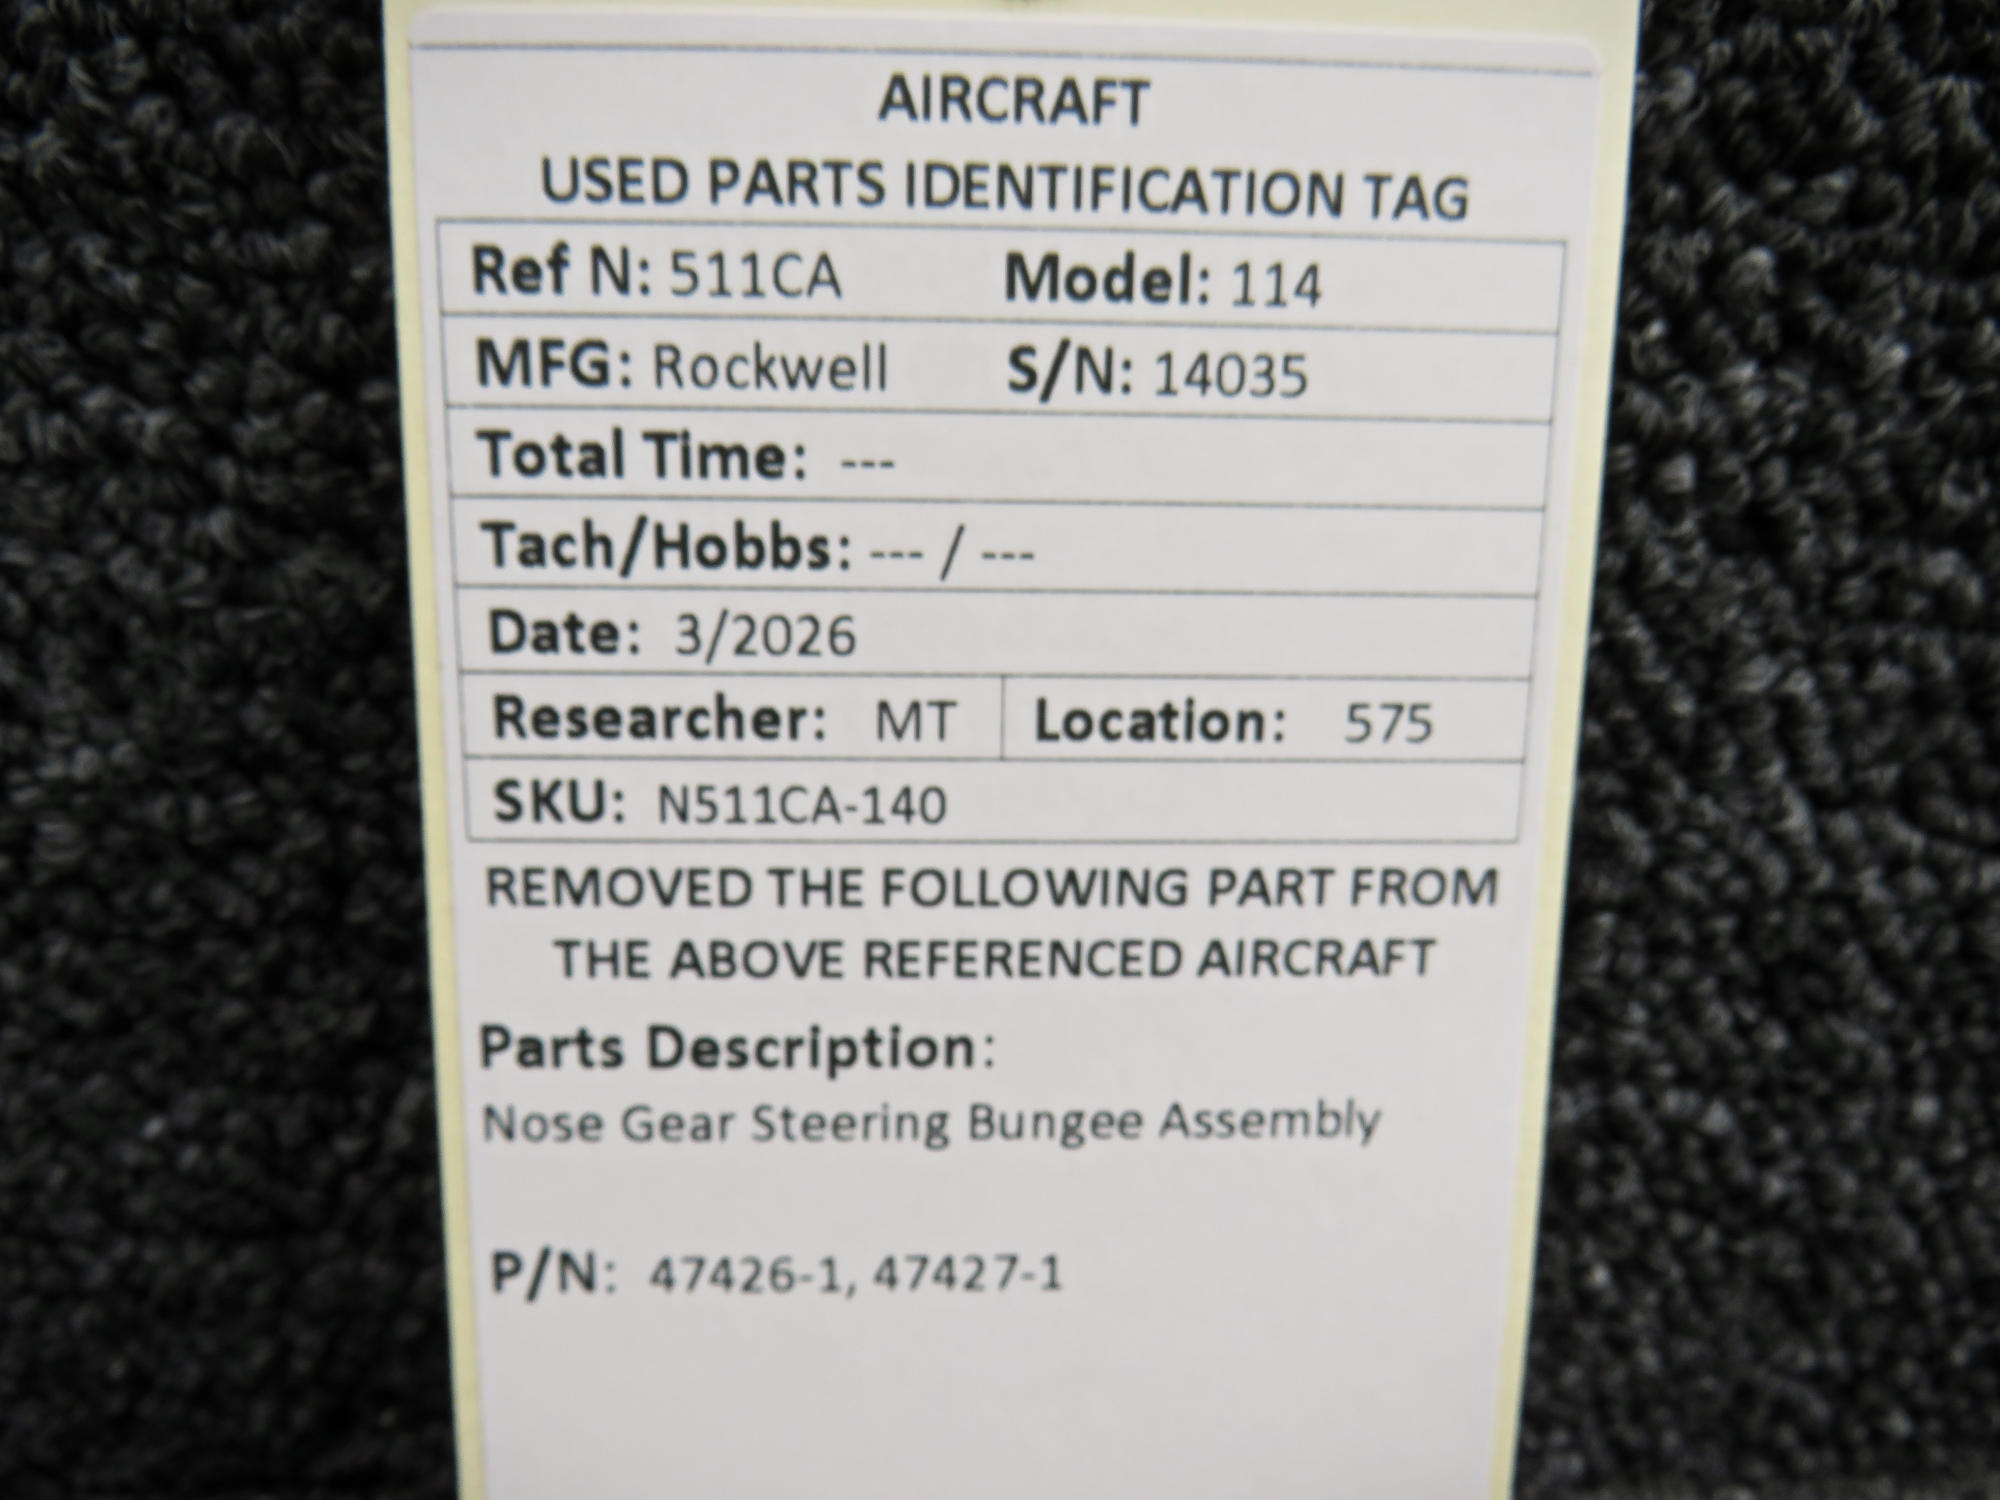 AIRCRAFT
USED PARTS IDENTIFICATION TAG
Ref N: 511CA Model: 114
MFG: Rockwell S/N: 14035
Total Time: ---
Tach/Hobbs: --- / ---
Date: 3/2026
Researcher: MT Location: 575
SKU: N511CA-140
REMOVED THE FOLLOWING PART FROM
THE ABOVE REFERENCED AIRCRAFT
Parts Description:
Nose Gear Steering Bungee Assembly
P/N: 47426-1, 47427-1